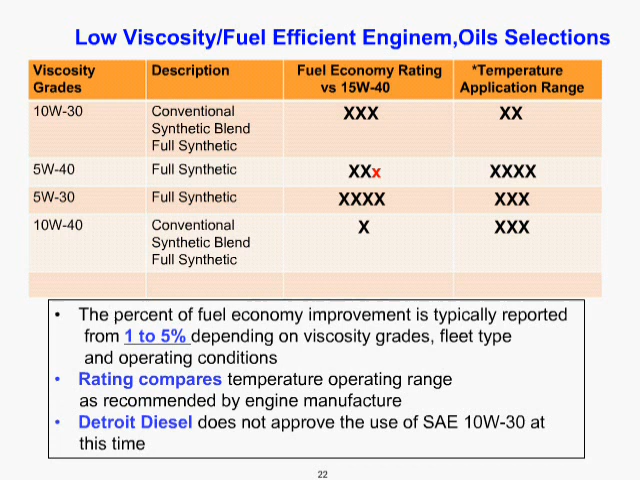 Low Viscosity/Fuel Efficient Enginem,Oils Selections
Viscosity Grades
Description
Fuel Economy Rating vs 15W-40
*Temperature Application Range
10W-30
Conventional
Synthetic Blend
Full Synthetic
XXX
XX
5W-40
Full Synthetic
XXx
XXXX
5W-30
Full Synthetic
XXXX
XXX
10W-40
Conventional
Synthetic Blend
Full Synthetic
X
XXX
• The percent of fuel economy improvement is typically reported
from 1 to 5% depending on viscosity grades, fleet type
and operating conditions
• Rating compares temperature operating range
as recommended by engine manufacture
• Detroit Diesel does not approve the use of SAE 10W-30 at
this time
22